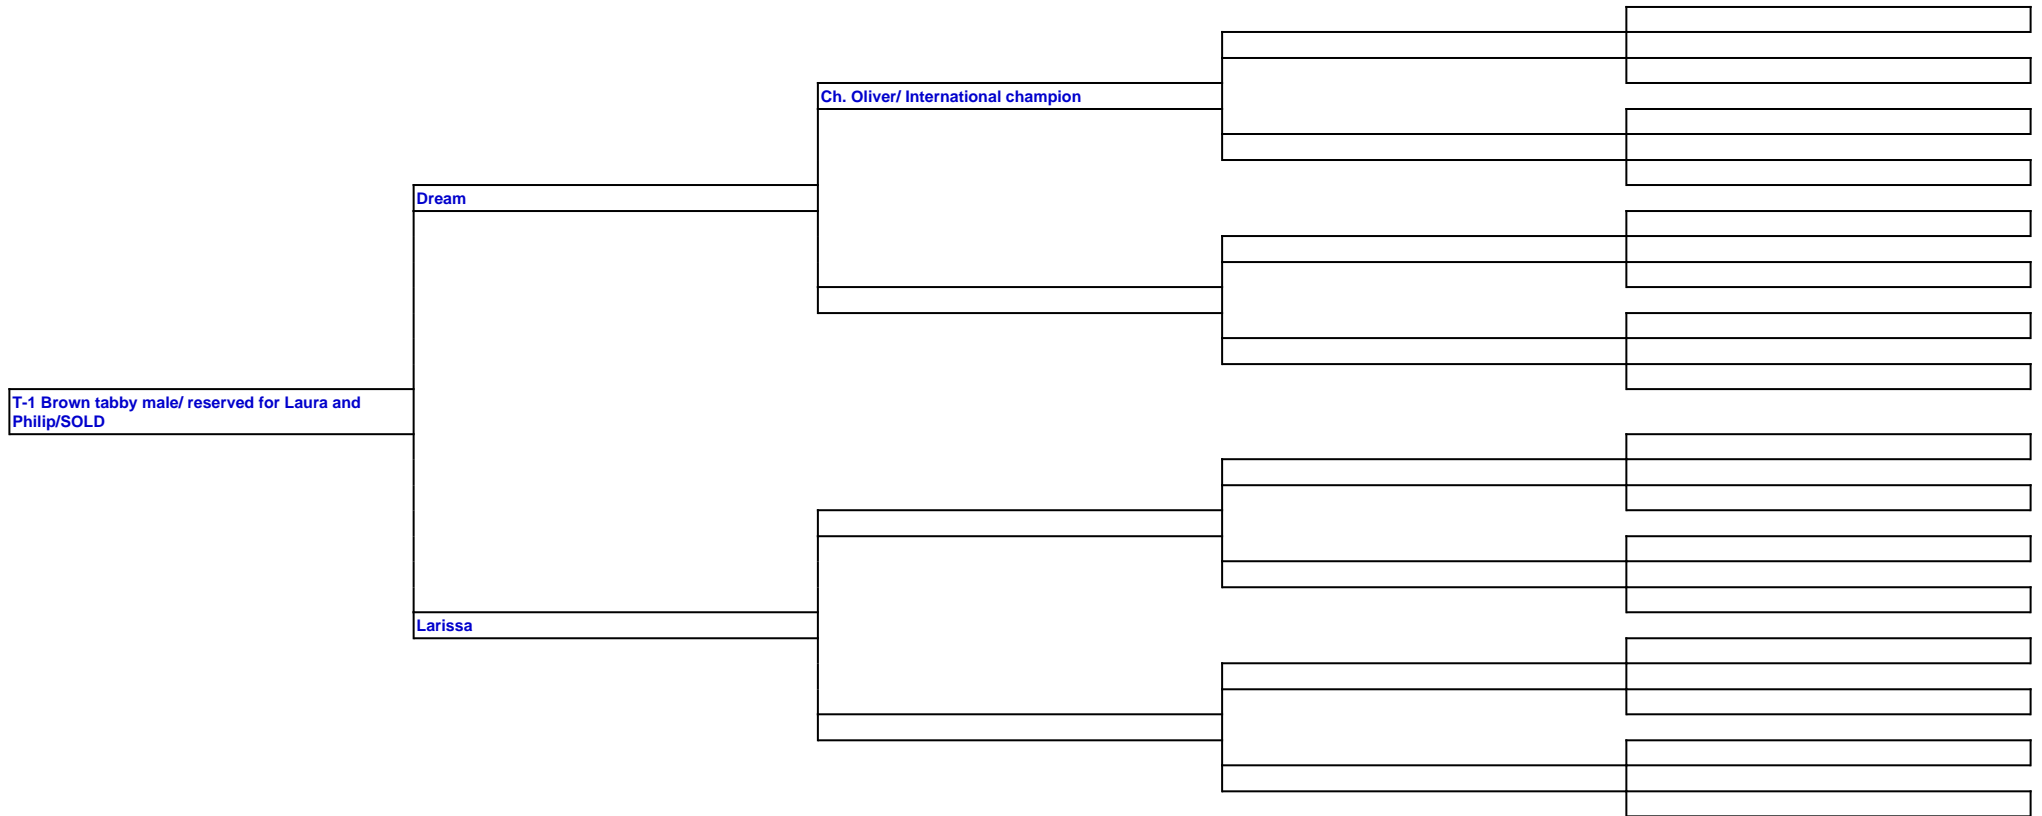 Ch. Oliver/ International champion
Dream
T-1 Brown tabby male/ reserved for Laura and
Philip/SOLD
Larissa